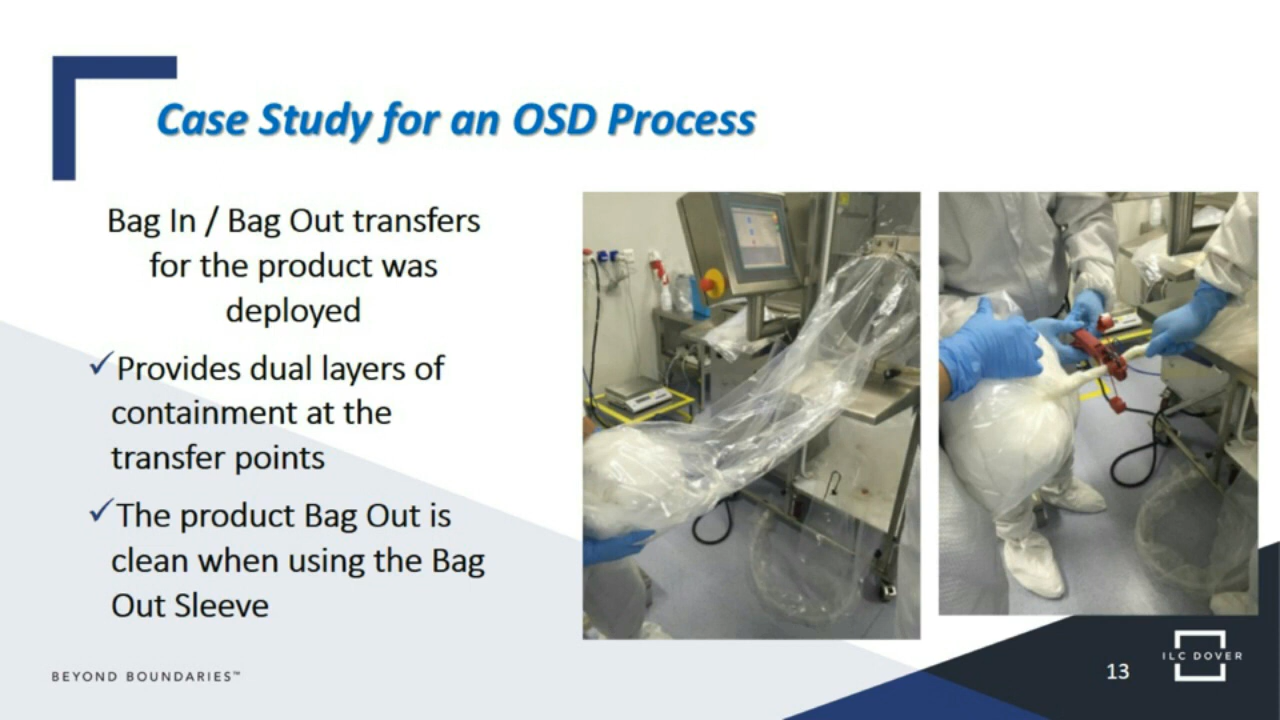 Case Study for an OSD Process
Bag In / Bag Out transfers
for the product was
deployed
✓Provides dual layers of
containment at the
transfer points
✓The product Bag Out is
clean when using the Bag
Out Sleeve
BEYOND BOUNDARIES™
13
ILC DOVER